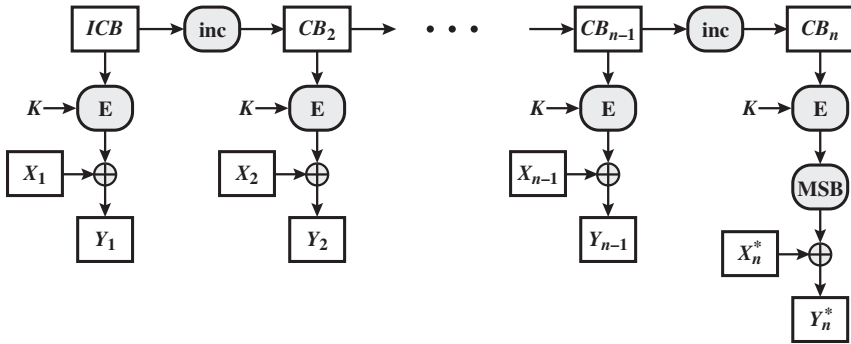 ICB inc CB₂ • • • CBₙ₋₁ inc CBₙ
K E K E K E K E
X₁ X₂ Xₙ₋₁ MSB
Y₁ Y₂ Yₙ₋₁ Xₙ*
Yₙ*